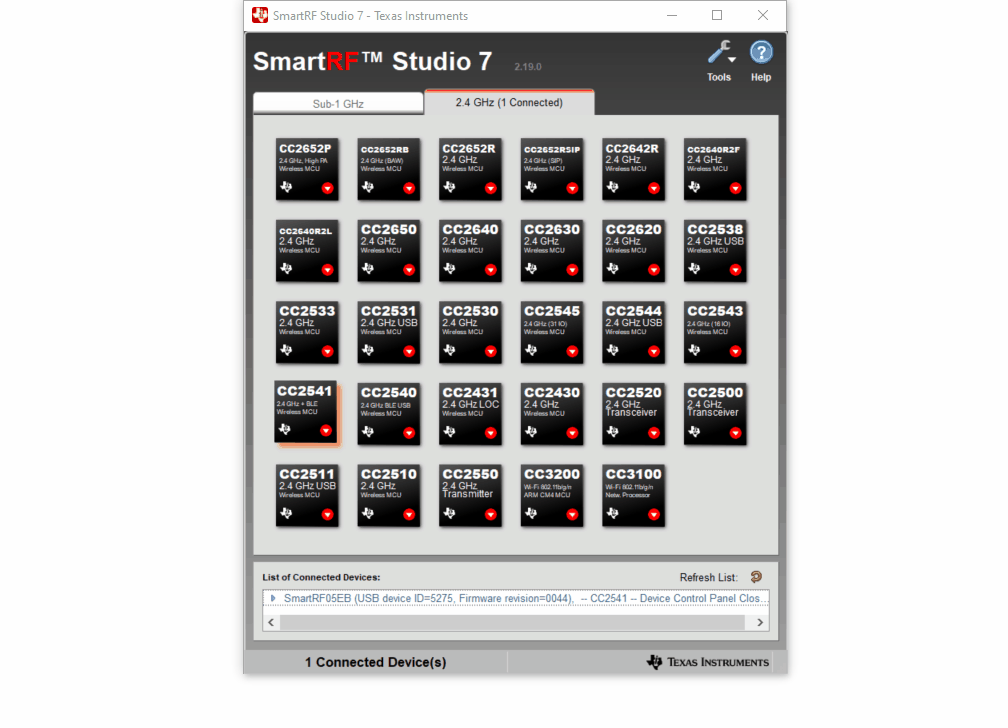 SmartRF Studio 7 - Texas Instruments
SmartRF™ Studio 7 2.19.0
Tools Help
Sub-1 GHz 2.4 GHz (1 Connected)
CC2652P
2.4 GHz, High PA
Wireless MCU
CC2652RB
2.4 GHz (BAW)
Wireless MCU
CC2652R
2.4 GHz
Wireless MCU
CC2652RSIP
2.4 GHz (SIP)
Wireless MCU
CC2642R
2.4 GHz
Wireless MCU
CC2640R2F
2.4 GHz
Wireless MCU
CC2640R2L
2.4 GHz
Wireless MCU
CC2650
2.4 GHz
Wireless MCU
CC2640
2.4 GHz
Wireless MCU
CC2630
2.4 GHz
Wireless MCU
CC2620
2.4 GHz
Wireless MCU
CC2538
2.4 GHz USB
Wireless MCU
CC2533
2.4 GHz
Wireless MCU
CC2531
2.4 GHz USB
Wireless MCU
CC2530
2.4 GHz
Wireless MCU
CC2545
2.4 GHz (31 IO)
Wireless MCU
CC2544
2.4 GHz USB
Wireless MCU
CC2543
2.4 GHz (16 IO)
Wireless MCU
CC2541
2.4 GHz + BLE
Wireless MCU
CC2540
2.4 GHz BLE USB
Wireless MCU
CC2431
2.4 GHz LOC
Wireless MCU
CC2430
2.4 GHz
Wireless MCU
CC2520
2.4 GHz
Transceiver
CC2500
2.4 GHz
Transceiver
CC2511
2.4 GHz USB
Wireless MCU
CC2510
2.4 GHz
Wireless MCU
CC2550
2.4 GHz
Transmitter
CC3200
Wi-Fi 802.11b/g/n
ARM CM4 MCU
CC3100
Wi-Fi 802.11b/g/n
Netw. Processor
List of Connected Devices: Refresh List:
SmartRF05EB (USB device ID=5275, Firmware revision=0044), -- CC2541 -- Device Control Panel Clos...
1 Connected Device(s) TEXAS INSTRUMENTS